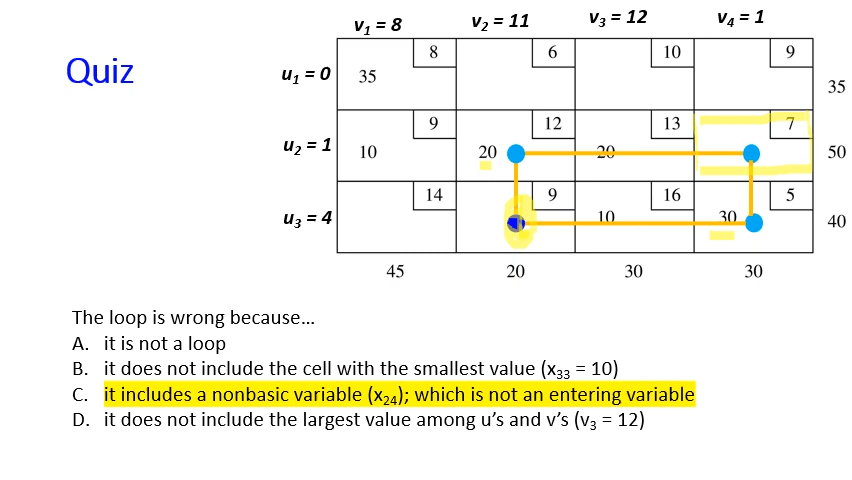 v1 = 8 v2 = 11 v3 = 12 v4 = 1
Quiz
u1 = 0 35 8 6 10 9 35
u2 = 1 10 9 20 12 20 13 7 50
u3 = 4 14 9 10 16 30 5 40
45 20 30 30
The loop is wrong because...
A. it is not a loop
B. it does not include the cell with the smallest value (x33 = 10)
C. it includes a nonbasic variable (x24); which is not an entering variable
D. it does not include the largest value among u’s and v’s (v3 = 12)